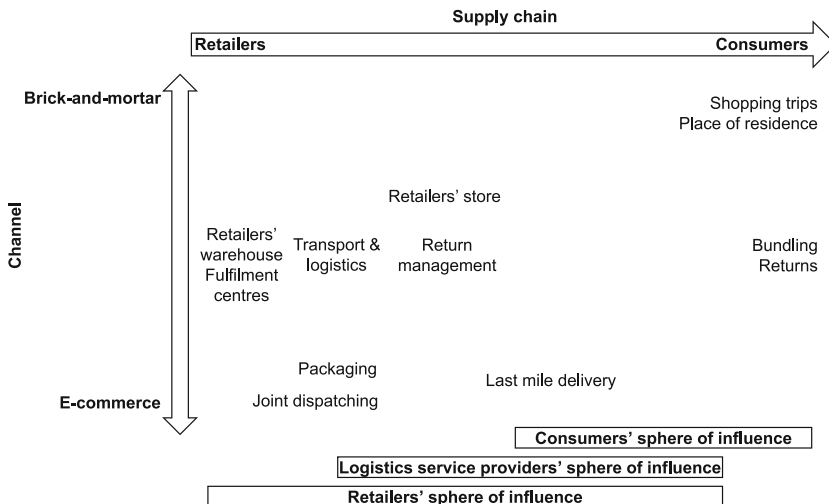 Supply chain
Retailers
Consumers
Brick-and-mortar
Shopping trips
Place of residence
Channel
Retailers’ store
Retailers’
warehouse
Fulfilment
centres
Transport &
logistics
Return
management
Bundling
Returns
Packaging
Joint dispatching
Last mile delivery
E-commerce
Consumers’ sphere of influence
Logistics service providers’ sphere of influence
Retailers’ sphere of influence